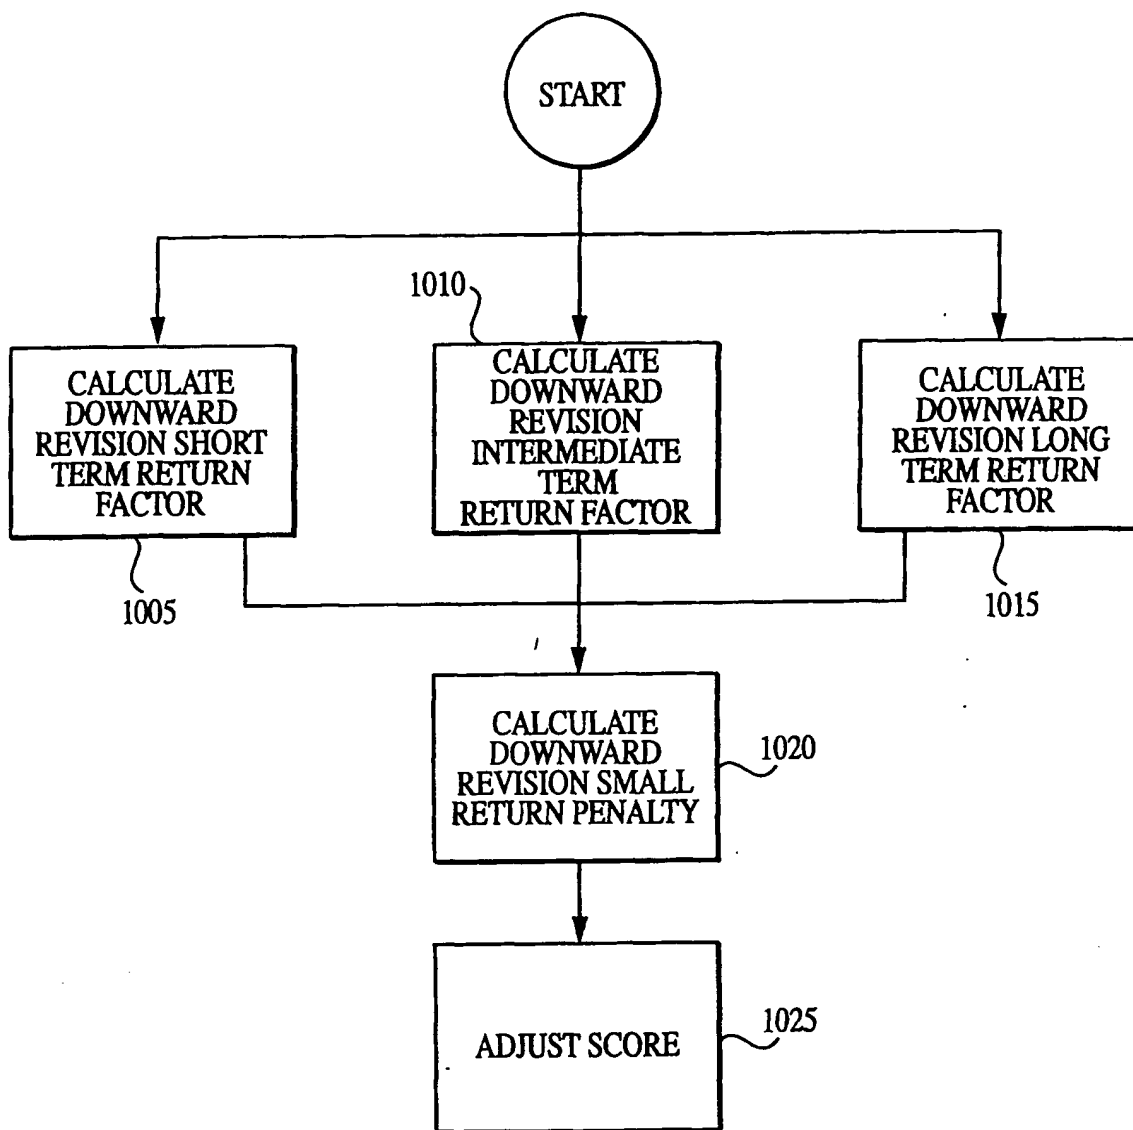 START
1010
CALCULATE
DOWNWARD
REVISION SHORT
TERM RETURN
FACTOR
1005
CALCULATE
DOWNWARD
REVISION
INTERMEDIATE
TERM
RETURN FACTOR
CALCULATE
DOWNWARD
REVISION LONG
TERM RETURN
FACTOR
1015
CALCULATE
DOWNWARD
REVISION SMALL
RETURN PENALTY
1020
ADJUST SCORE
1025